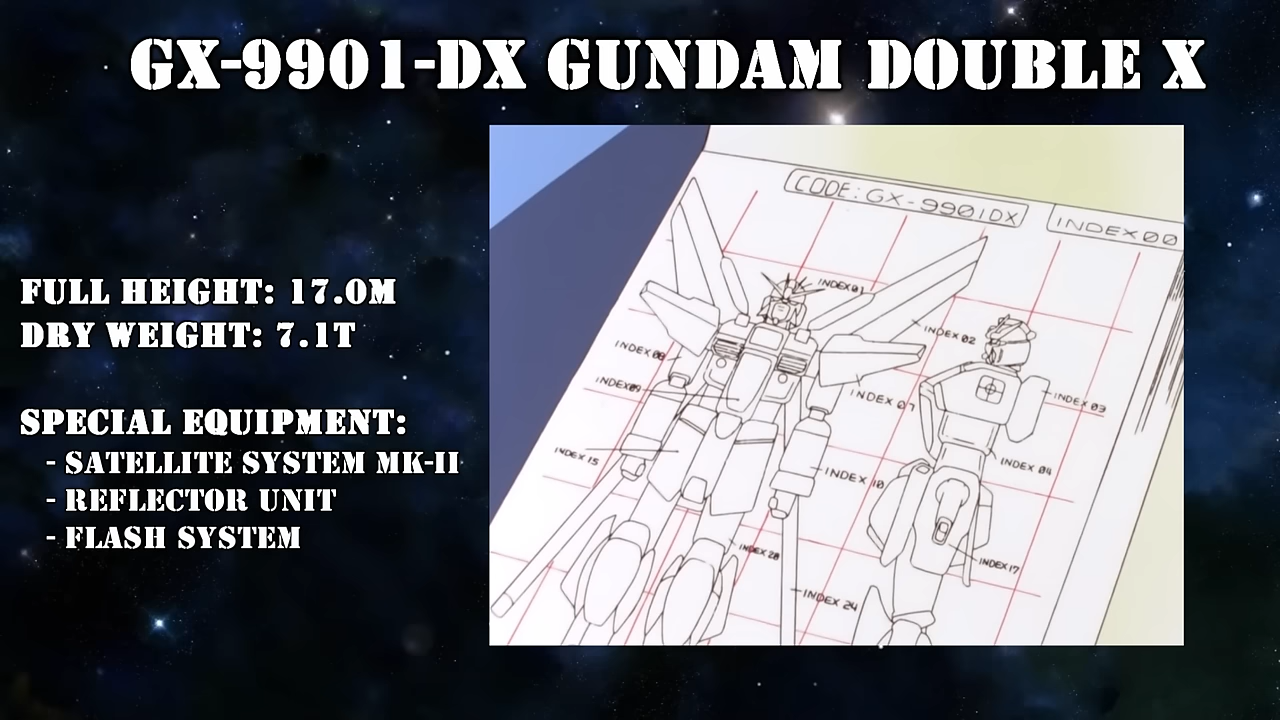 GX-9901-DX GUNDAM DOUBLE X
FULL HEIGHT: 17.0M
DRY WEIGHT: 7.1T
SPECIAL EQUIPMENT:
- SATELLITE SYSTEM MK-II
- REFLECTOR UNIT
- FLASH SYSTEM
CODE: GX-9901DX
INDEX00
INDEX01
INDEX 02
INDEX 08
INDEX09
INDEX 07
INDEX 03
INDEX 15
INDEX 04
INDEX 10
INDEX 28
INDEX 17
INDEX 24